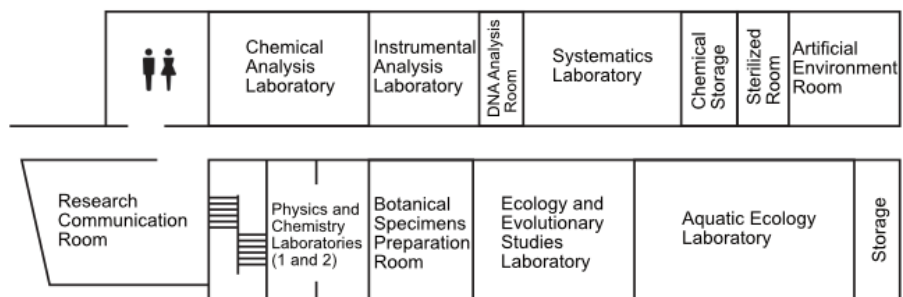 Chemical
Analysis
Laboratory
Instrumental
Analysis
Laboratory
DNA Analysis
Room
Systematics
Laboratory
Chemical
Storage
Sterilized
Room
Artificial
Environment
Room
Research
Communication
Room
Physics and
Chemistry
Laboratories
(1 and 2)
Botanical
Specimens
Preparation
Room
Ecology and
Evolutionary
Studies
Laboratory
Aquatic Ecology
Laboratory
Storage